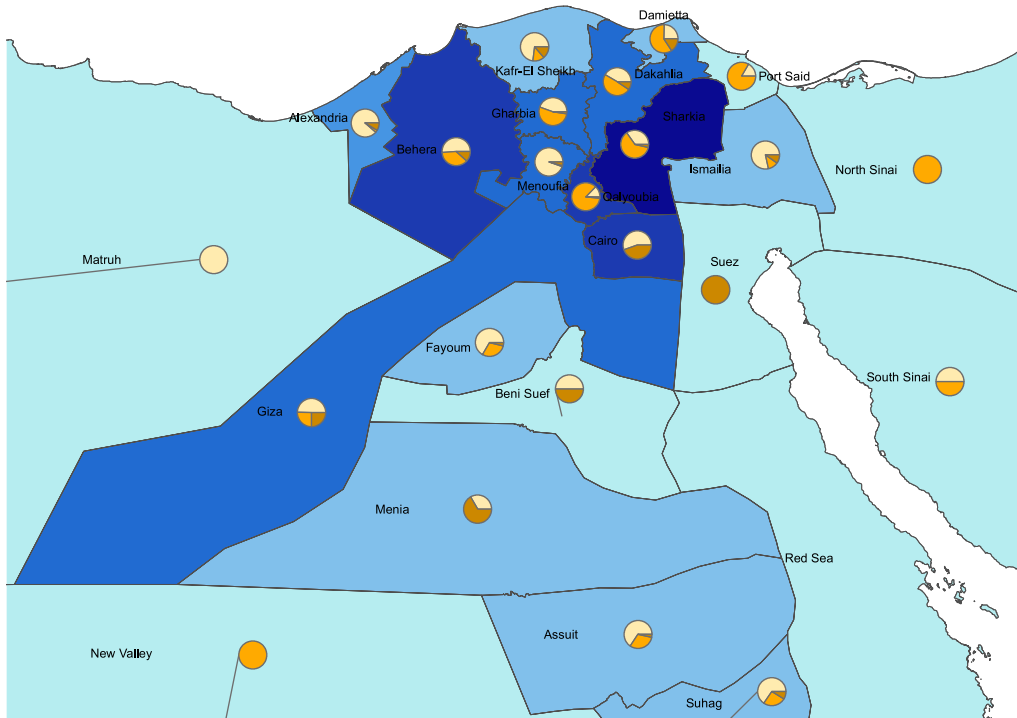 Damietta
Kafr-El Sheikh
Dakahlia
Port Said
Alexandria
Gharbia
Sharkia
Behera
Menoufia
Ismailia
North Sinai
Qalyoubia
Cairo
Matruh
Suez
Fayoum
South Sinai
Beni Suef
Giza
Menia
Red Sea
Assuit
New Valley
Suhag